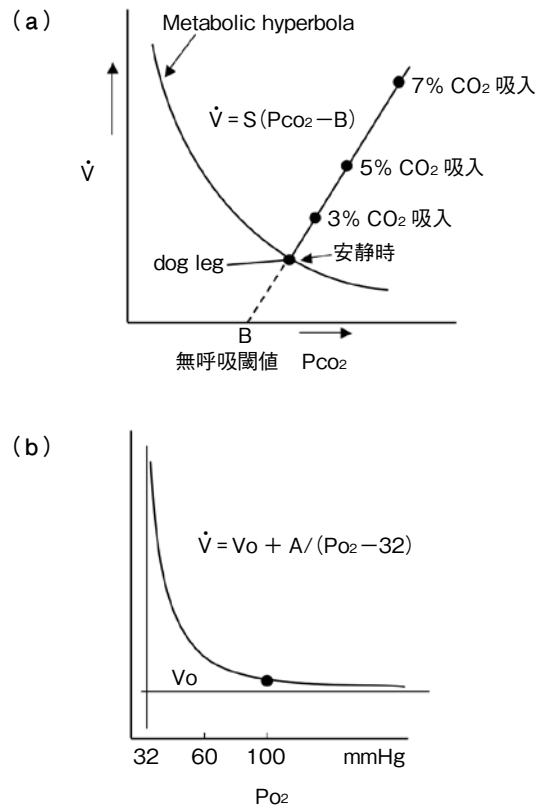 (a)
Metabolic hyperbola
7% CO₂ 吸入
V̇ = S(Pco₂−B)
V̇
5% CO₂ 吸入
3% CO₂ 吸入
安静時
dog leg
B
無呼吸閾値 Pco₂
(b)
V̇ = Vo + A/(Po₂−32)
Vo
32 60 100 mmHg
Po₂